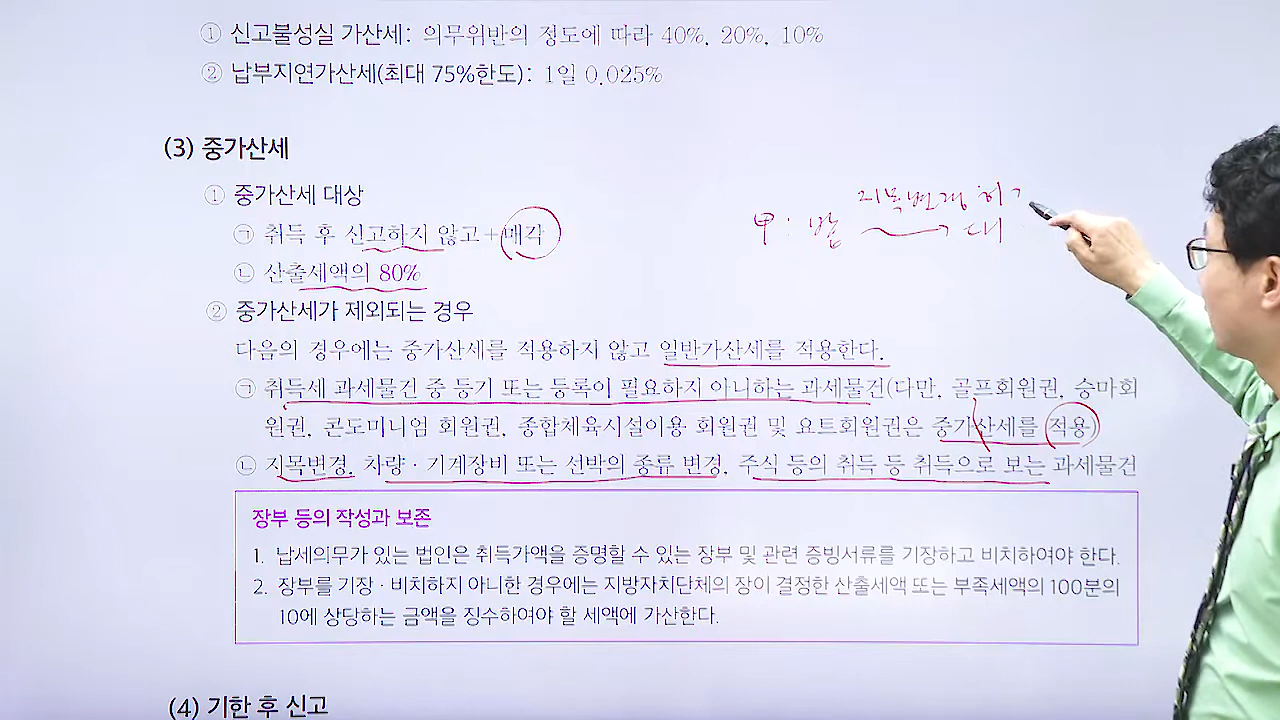 ① 신고불성실 가산세: 의무위반의 정도에 따라 40%, 20%, 10%
② 납부지연가산세(최대 75%한도): 1일 0.025%
(3) 중가산세
① 중가산세 대상
㉠ 취득 후 신고하지 않고+매각
㉡ 산출세액의 80%
甲: 밭 → 대
지목변경
② 중가산세가 제외되는 경우
다음의 경우에는 중가산세를 적용하지 않고 일반가산세를 적용한다.
㉠ 취득세 과세물건 중 등기 또는 등록이 필요하지 아니하는 과세물건(다만, 골프회원권, 승마회
원권, 콘도미니엄 회원권, 종합체육시설이용 회원권 및 요트회원권은 중가산세를 적용)
㉡ 지목변경, 차량·기계장비 또는 선박의 종류 변경, 주식 등의 취득 등 취득으로 보는 과세물건
장부 등의 작성과 보존
1. 납세의무가 있는 법인은 취득가액을 증명할 수 있는 장부 및 관련 증빙서류를 기장하고 비치하여야 한다.
2. 장부를 기장·비치하지 아니한 경우에는 지방자치단체의 장이 결정한 산출세액 또는 부족세액의 100분의
10에 상당하는 금액을 징수하여야 할 세액에 가산한다.
(4) 기한 후 신고